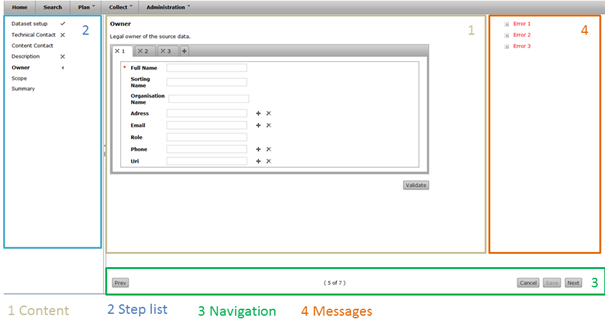 Home Search Plan Collect Administration
Dataset setup
Technical Contact
Content Contact
Description
Owner
Scope
Summary
2
Owner
Legal owner of the source data.
1
1 2 3
* Full Name
Sorting
Name
Organisation
Name
Adress
Email
Role
Phone
Uri
Validate
Error 1
Error 2
Error 3
4
Prev
( 5 of 7 )
Cancel Save Next
3
1 Content 2 Step list 3 Navigation 4 Messages